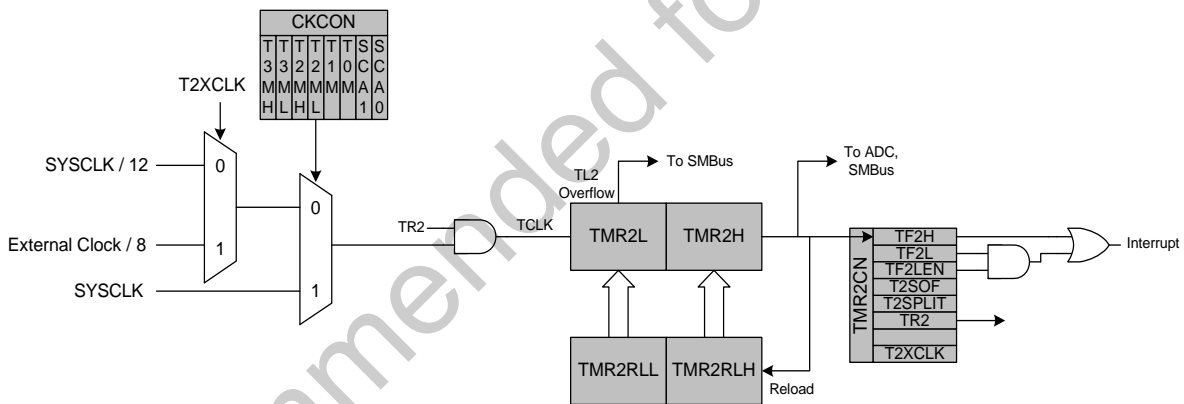 CKCON
T3MH T3ML T2MH T2ML T1M T0M SCA1 SCA0
T2XCLK
SYSCLK / 12
0
External Clock / 8
1
0
SYSCLK
1
TR2
TCLK
TL2
Overflow
To SMBus
To ADC,
SMBus
TMR2L TMR2H
TMR2RLL TMR2RLH
Reload
TMR2CN
TF2H
TF2L
TF2LEN
T2SOF
T2SPLIT
TR2
T2XCLK
Interrupt
mended fo